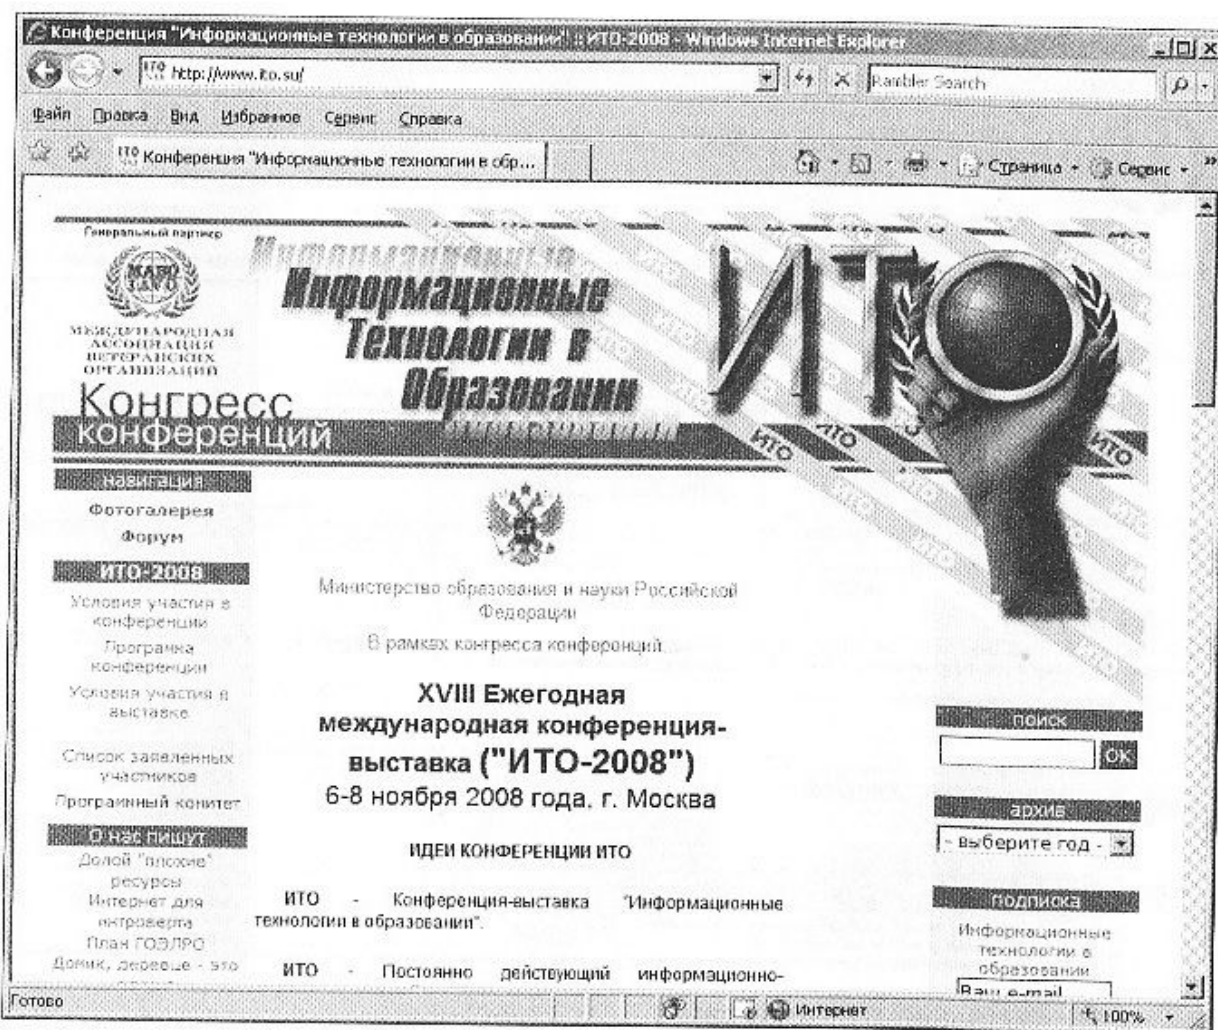 Конференция "Информационные технологии в образовании" :: ИТО-2008 - Windows Internet Explorer
http://www.ito.su/
Rambler Search
Файл Правка Вид Избранное Сервис Справка
Конференция "Информационные технологии в обр...
Страница
Сервис
Генеральный партнер
МЕЖДУНАРОДНАЯ
АССОЦИАЦИЯ
ВЕТЕРАНСКИХ
ОРГАНИЗАЦИЙ
Конгресс
конференций
Информационные
Информационные
Технологии в
Образовании
ИТО
навигация
Фотогалерея
Форум
ИТО-2008
Условия участия в
конференции
Програма
конференции
Условия участия в
выставке
Список заявленных
участников
Программный комитет
О нас пишут
Долой "плохие"
ресурсы
Интернет для
интроверта
План ГОЭЛРО
Домик, деревце - это
Министерство образования и науки Российской
Федерации
В рамках конгресса конференций
XVIII Ежегодная
международная конференция-
выставка ("ИТО-2008")
6-8 ноября 2008 года, г. Москва
ИДЕИ КОНФЕРЕНЦИИ ИТО
ИТО - Конференция-выставка "Информационные
технологии в образовании".
ИТО - Постоянно действующий информационно-
поиск
OK
архив
- выберите год -
подписка
Информационные
технологии в
образовании
Ваш e-mail
Готово
Интернет
100%